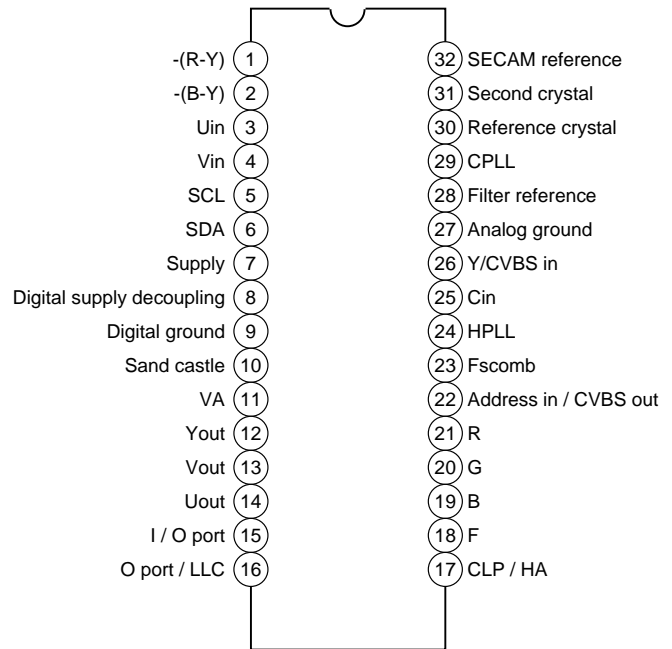 -(R-Y) 1 32 SECAM reference
-(B-Y) 2 31 Second crystal
Uin 3 30 Reference crystal
Vin 4 29 CPLL
SCL 5 28 Filter reference
SDA 6 27 Analog ground
Supply 7 26 Y/CVBS in
Digital supply decoupling 8 25 Cin
Digital ground 9 24 HPLL
Sand castle 10 23 Fscomb
VA 11 22 Address in / CVBS out
Yout 12 21 R
Vout 13 20 G
Uout 14 19 B
I / O port 15 18 F
O port / LLC 16 17 CLP / HA